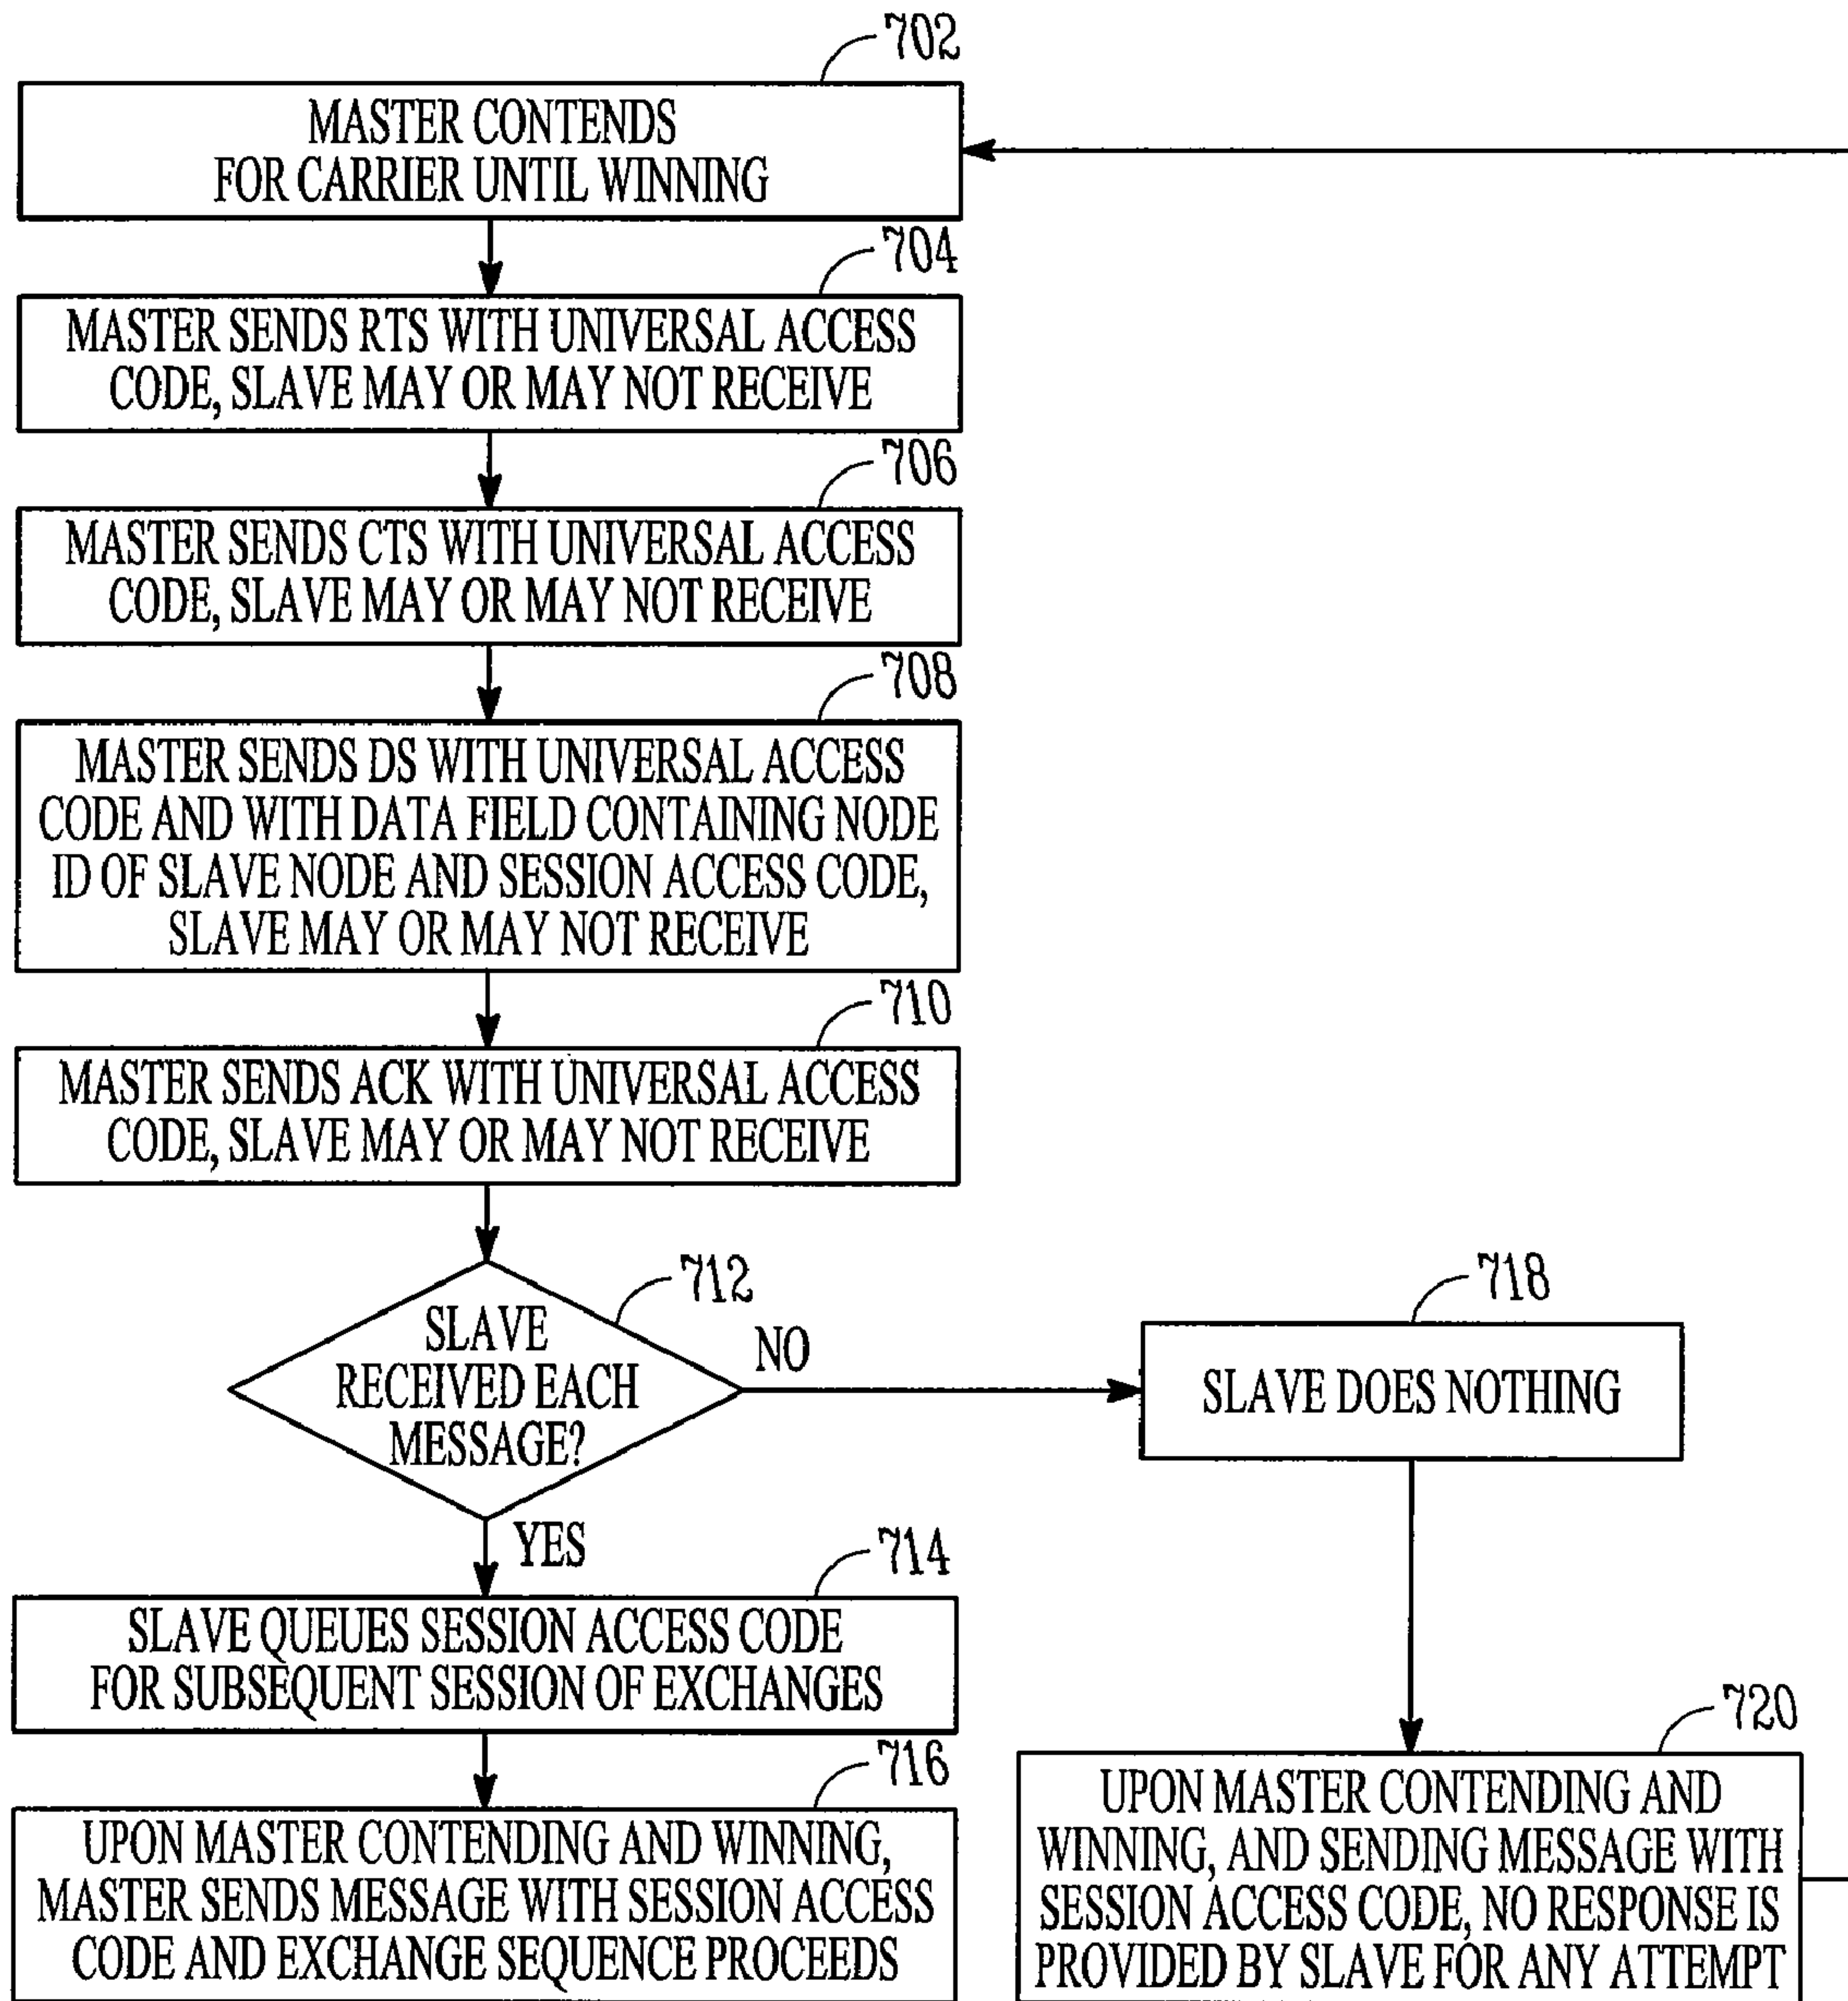 702
MASTER CONTENDS
FOR CARRIER UNTIL WINNING
704
MASTER SENDS RTS WITH UNIVERSAL ACCESS
CODE, SLAVE MAY OR MAY NOT RECEIVE
706
MASTER SENDS CTS WITH UNIVERSAL ACCESS
CODE, SLAVE MAY OR MAY NOT RECEIVE
708
MASTER SENDS DS WITH UNIVERSAL ACCESS
CODE AND WITH DATA FIELD CONTAINING NODE
ID OF SLAVE NODE AND SESSION ACCESS CODE,
SLAVE MAY OR MAY NOT RECEIVE
710
MASTER SENDS ACK WITH UNIVERSAL ACCESS
CODE, SLAVE MAY OR MAY NOT RECEIVE
712
SLAVE
RECEIVED EACH
MESSAGE?
NO
718
SLAVE DOES NOTHING
YES
714
SLAVE QUEUES SESSION ACCESS CODE
FOR SUBSEQUENT SESSION OF EXCHANGES
716
UPON MASTER CONTENDING AND WINNING,
MASTER SENDS MESSAGE WITH SESSION ACCESS
CODE AND EXCHANGE SEQUENCE PROCEEDS
720
UPON MASTER CONTENDING AND
WINNING, AND SENDING MESSAGE WITH
SESSION ACCESS CODE, NO RESPONSE IS
PROVIDED BY SLAVE FOR ANY ATTEMPT